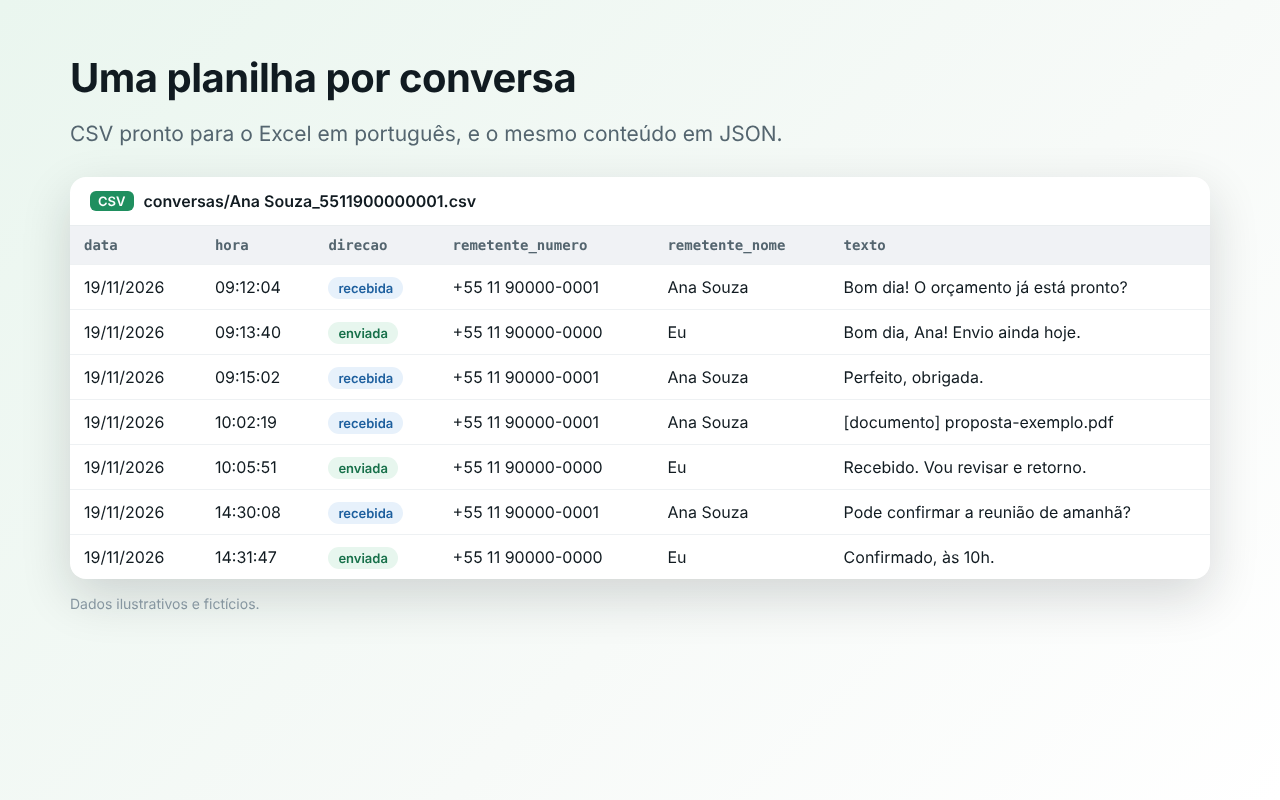 Uma planilha por conversa
CSV pronto para o Excel em português, e o mesmo conteúdo em JSON.
CSV conversas/Ana Souza_5511900000001.csv
data hora direcao remetente_numero remetente_nome texto
19/11/2026 09:12:04 recebida +55 11 90000-0001 Ana Souza Bom dia! O orçamento já está pronto?
19/11/2026 09:13:40 enviada +55 11 90000-0000 Eu Bom dia, Ana! Envio ainda hoje.
19/11/2026 09:15:02 recebida +55 11 90000-0001 Ana Souza Perfeito, obrigada.
19/11/2026 10:02:19 recebida +55 11 90000-0001 Ana Souza [documento] proposta-exemplo.pdf
19/11/2026 10:05:51 enviada +55 11 90000-0000 Eu Recebido. Vou revisar e retorno.
19/11/2026 14:30:08 recebida +55 11 90000-0001 Ana Souza Pode confirmar a reunião de amanhã?
19/11/2026 14:31:47 enviada +55 11 90000-0000 Eu Confirmado, às 10h.
Dados ilustrativos e fictícios.